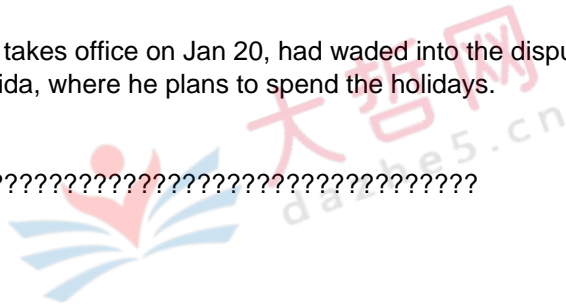 takes office on Jan 20, had waded into the dispu
ida, where he plans to spend the holidays.
????????????????????????????????
大哲网
dazhe5.cn